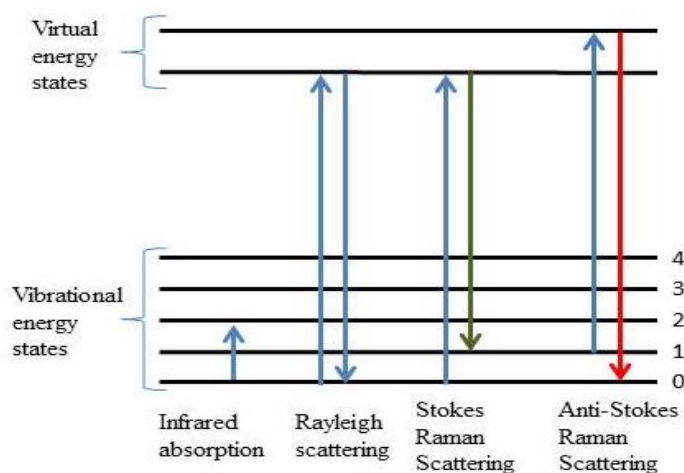 Virtual
energy
states
Vibrational
energy
states
4
3
2
1
0
Infrared
absorption
Rayleigh
scattering
Stokes
Raman
Scattering
Anti-Stokes
Raman
Scattering